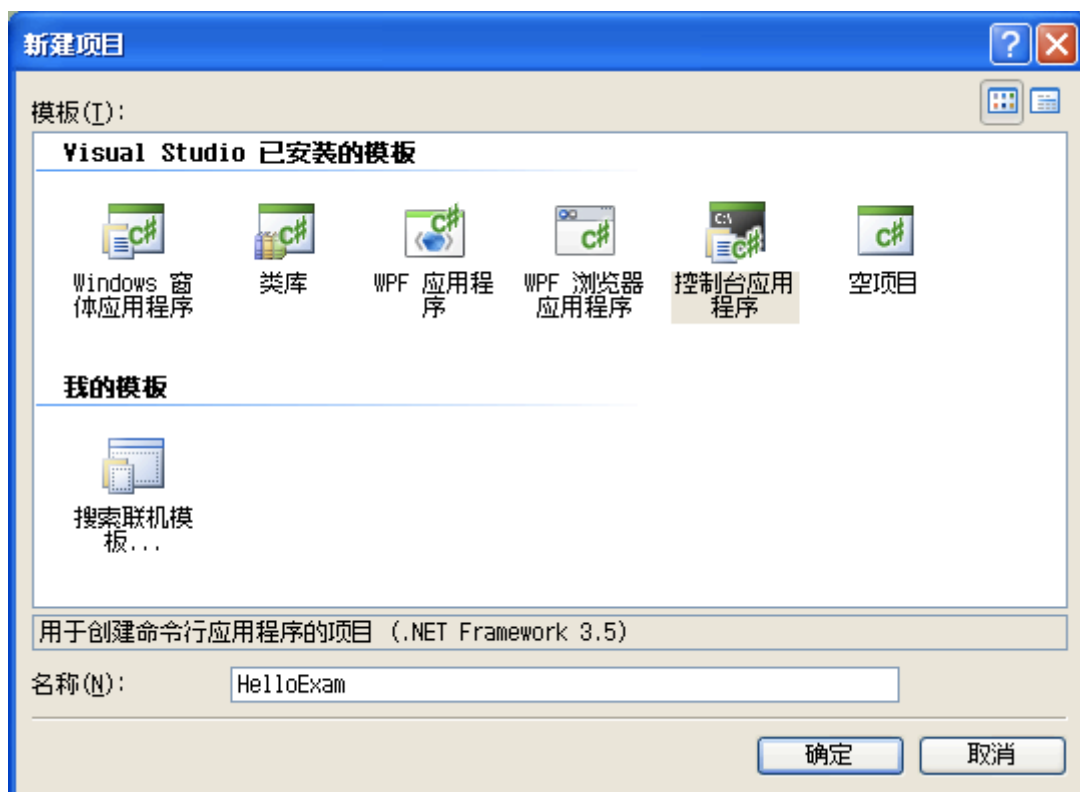 新建项目
模板(T):
Visual Studio 已安装的模板
Windows 窗
体应用程序
类库
WPF 应用程
序
WPF 浏览器
应用程序
控制台应用
程序
空项目
我的模板
搜索联机模
板...
用于创建命令行应用程序的项目 (.NET Framework 3.5)
名称(N):
HelloExam
确定
取消